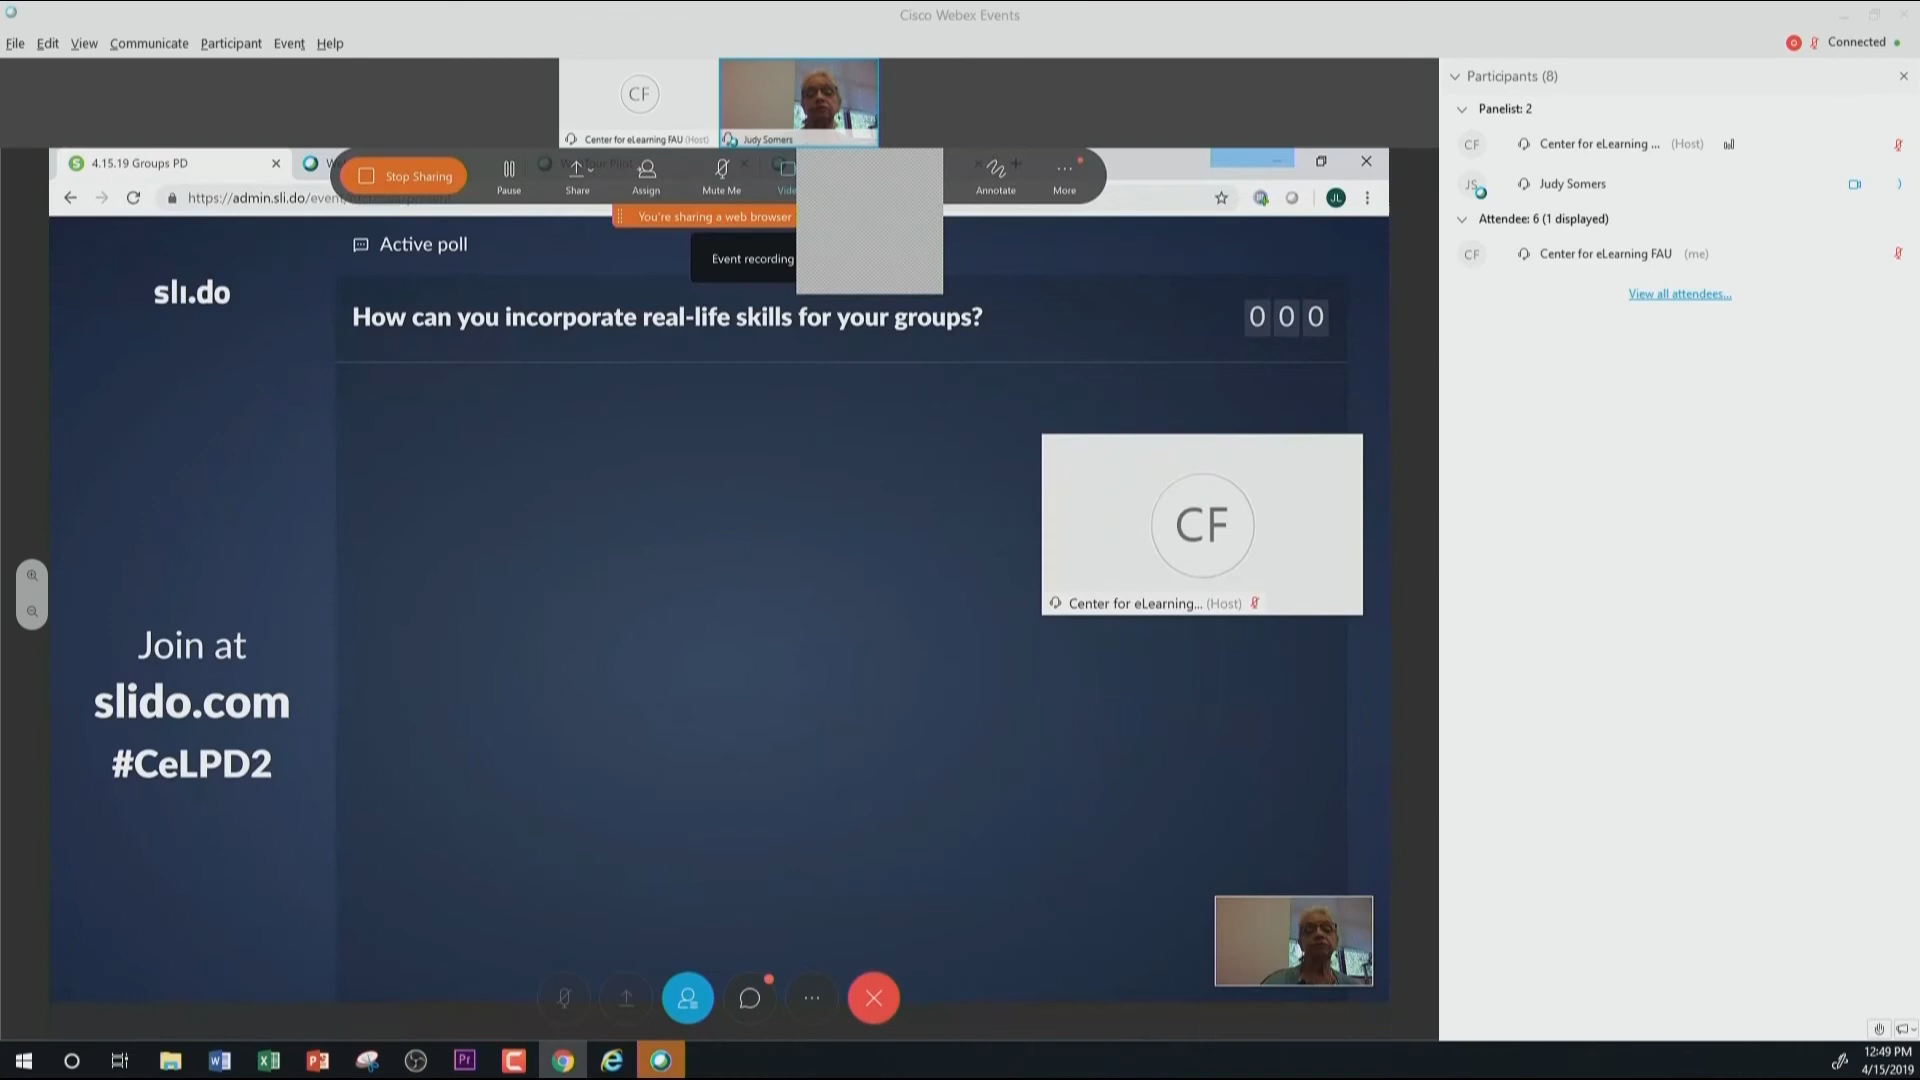 Cisco Webex Events
File Edit View Communicate Participant Event Help
Connected
CF
Center for eLearning FAU (Host)
Judy Somers
4.15.19 Groups PD
Stop Sharing
Pause
Share
Assign
Mute Me
Annotate
More
https://admin.sli.do/event/
JL
You're sharing a web browser
Event recording
Active poll
sli.do
How can you incorporate real-life skills for your groups?
0 0 0
CF
Center for eLearning... (Host)
Join at
slido.com
#CeLPD2
Participants (8)
Panelist: 2
CF Center for eLearning ... (Host)
JS Judy Somers
Attendee: 6 (1 displayed)
CF Center for eLearning FAU (me)
View all attendees...
Pr
12:49 PM
4/15/2019